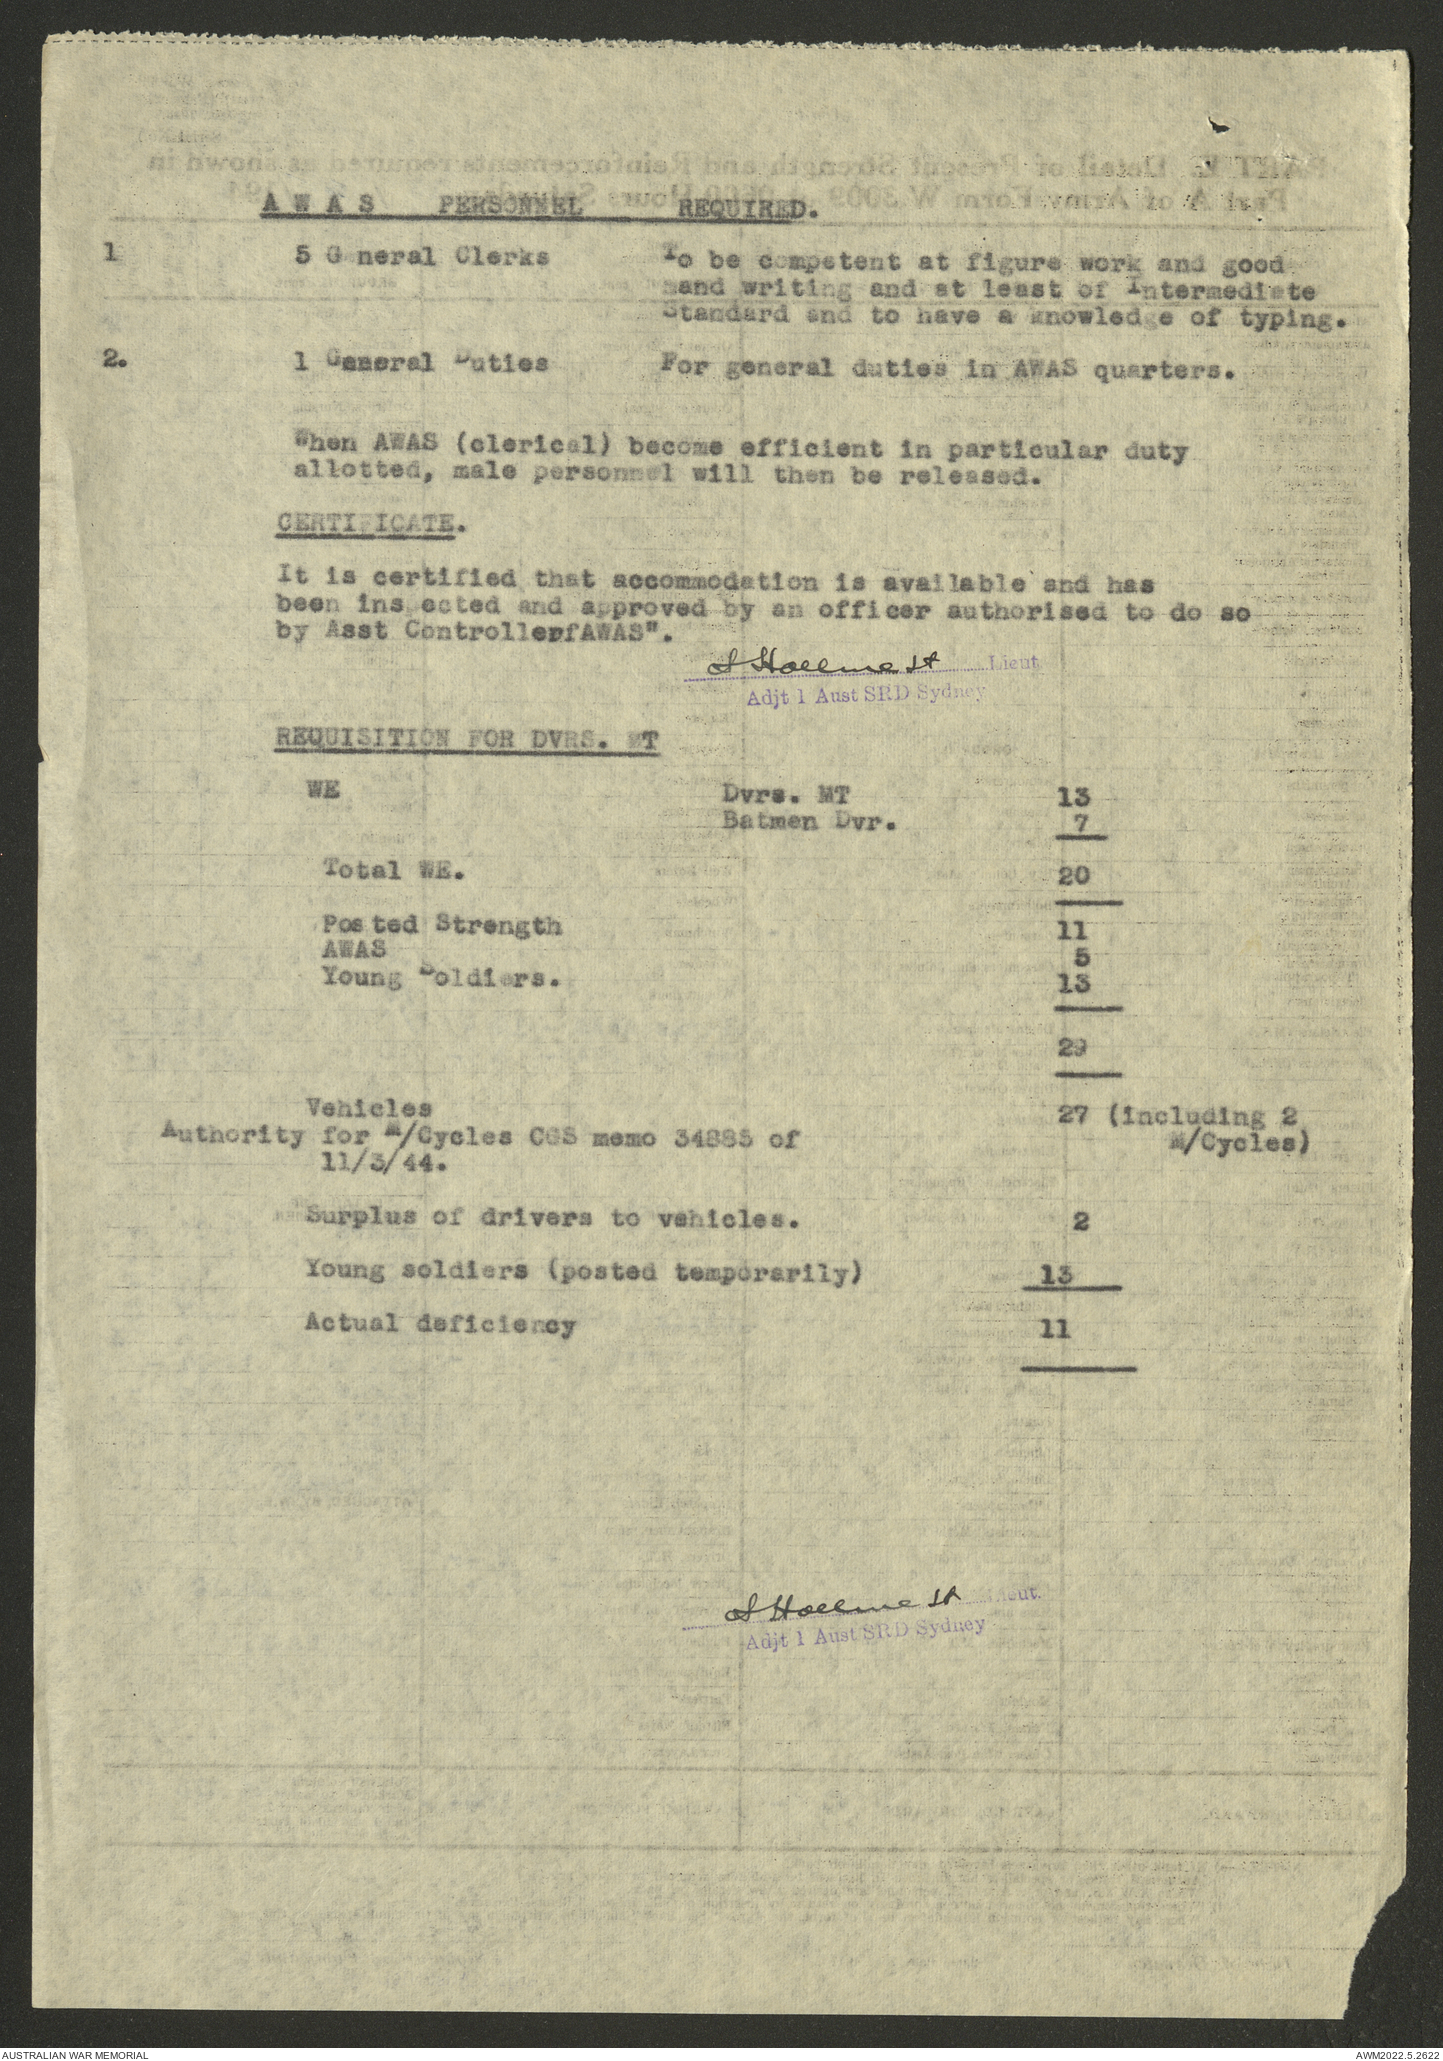 A W A S PERSONNEL REQUIRED.
1 5 General Clerks To be competent at figure work and good
hand writing and at least of Intermediate
Standard and to have a knowledge of typing.
2. 1 General Duties For general duties in AWAS quarters.
When AWAS (clerical) become efficient in particular duty
allotted, male personnel will then be released.
CERTIFICATE.
It is certified that accommodation is available and has
been inspected and approved by an officer authorised to do so
by Asst Controller of AWAS".
Lieut
Adjt 1 Aust SRD Sydney
REQUISITION FOR DVRS. MT
WE Dvrs. MT 13
Batmen Dvr. 7
Total WE. 20
Posted Strength 11
AWAS 5
Young Soldiers. 13
29
Vehicles 27 (including 2
Authority for M/Cycles CGS memo 34885 of M/Cycles)
11/3/44.
Surplus of drivers to vehicles. 2
Young soldiers (posted temporarily) 13
Actual deficiency 11
Lieut.
Adjt 1 Aust SRD Sydney
AUSTRALIAN WAR MEMORIAL AWM2022.5.2622